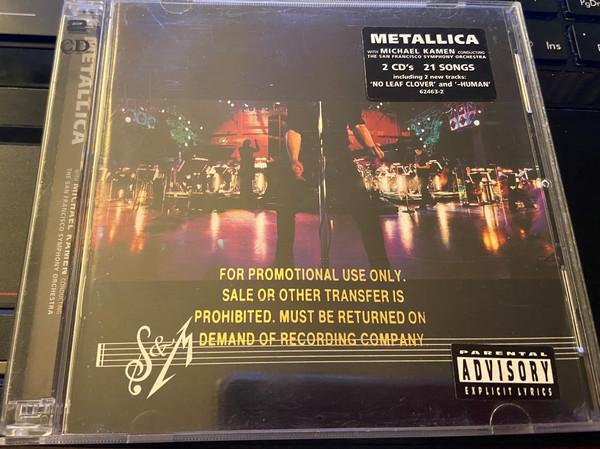 METALLICA
WITH MICHAEL KAMEN CONDUCTING
THE SAN FRANCISCO SYMPHONY ORCHESTRA
2 CD's 21 SONGS
including 2 new tracks:
'NO LEAF CLOVER' and '-HUMAN'
62463-2
2
CD's
METALLICA
WITH MICHAEL KAMEN CONDUCTING
THE SAN FRANCISCO SYMPHONY ORCHESTRA
FOR PROMOTIONAL USE ONLY.
SALE OR OTHER TRANSFER IS
PROHIBITED. MUST BE RETURNED ON
DEMAND OF RECORDING COMPANY
S&M
PARENTAL
ADVISORY
EXPLICIT LYRICS
Ins
PgDn